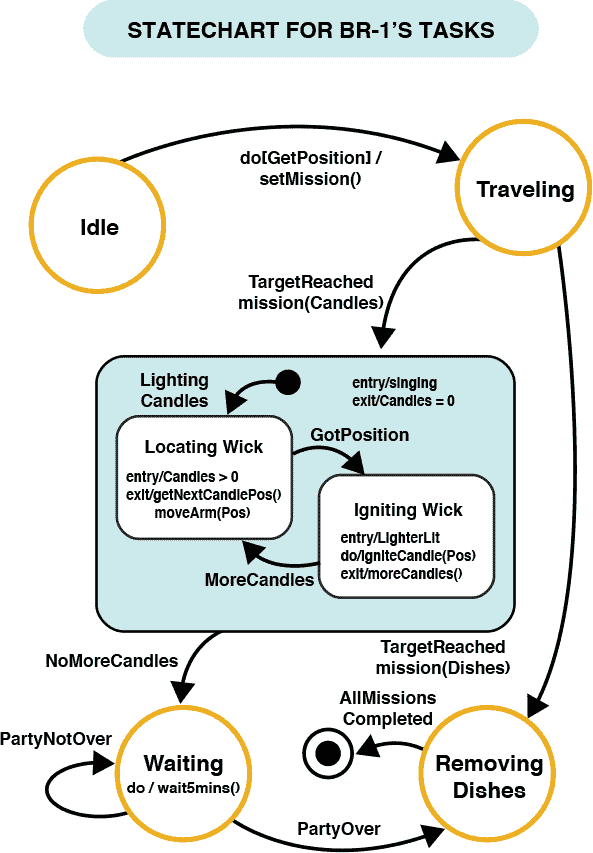 STATECHART FOR BR-1'S TASKS
do[GetPosition] /
setMission()
Idle
Traveling
TargetReached
mission(Candles)
Lighting
Candles
entry/singing
exit/Candles = 0
Locating Wick
entry/Candles > 0
exit/getNextCandlePos()
moveArm(Pos)
GotPosition
Igniting Wick
entry/LighterLit
do/igniteCandle(Pos)
exit/moreCandles()
MoreCandles
NoMoreCandles
TargetReached
mission(Dishes)
AllMissions
Completed
PartyNotOver
Waiting
do / wait5mins()
Removing
Dishes
PartyOver